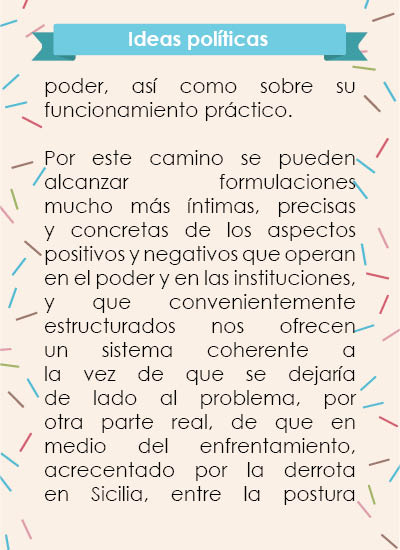 Ideas políticas
poder, así como sobre su
funcionamiento práctico.
Por este camino se pueden
alcanzar formulaciones
mucho más íntimas, precisas
y concretas de los aspectos
positivos y negativos que operan
en el poder y en las instituciones,
y que convenientemente
estructurados nos ofrecen
un sistema coherente a
la vez de que se dejaría
de lado al problema, por
otra parte real, de que en
medio del enfrentamiento,
acrecentado por la derrota
en Sicilia, entre la postura